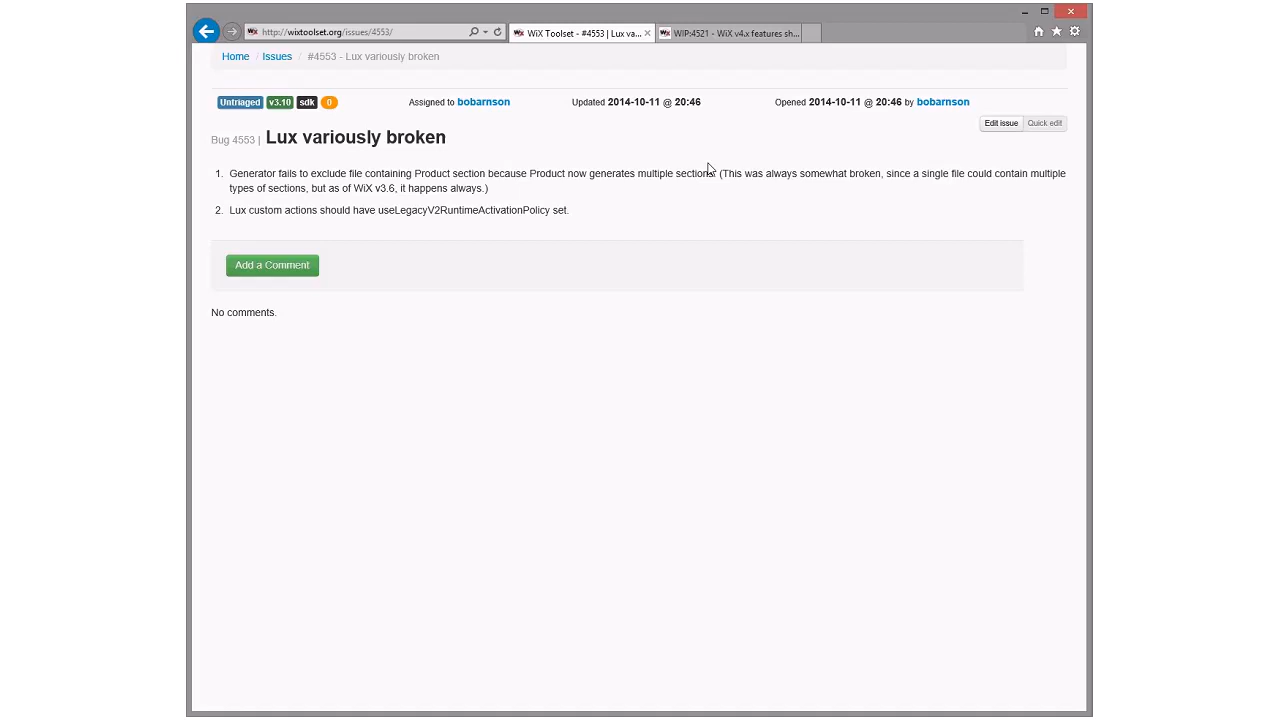 http://wixtoolset.org/issues/4553/
WiX Toolset - #4553 | Lux va...
WIP:4521 - WiX v4.x features sh...
Home / Issues / #4553 - Lux variously broken
Untriaged v3.10 sdk 0
Assigned to bobarnson
Updated 2014-10-11 @ 20:46
Opened 2014-10-11 @ 20:46 by bobarnson
Edit issue Quick edit
Bug 4553 | Lux variously broken
1. Generator fails to exclude file containing Product section because Product now generates multiple sections. (This was always somewhat broken, since a single file could contain multiple
types of sections, but as of WiX v3.6, it happens always.)
2. Lux custom actions should have useLegacyV2RuntimeActivationPolicy set.
Add a Comment
No comments.